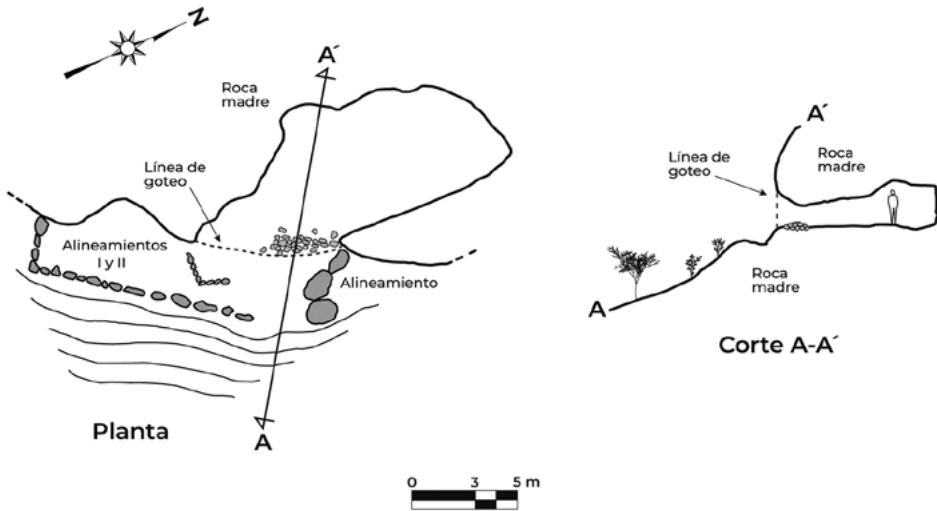 N
A´
Roca
madre
Línea de
goteo
Alineamientos
I y II
Alineamiento
A
Planta
A´
Roca
madre
Línea de
goteo
Roca
madre
A
Corte A-A´
0 3 5 m